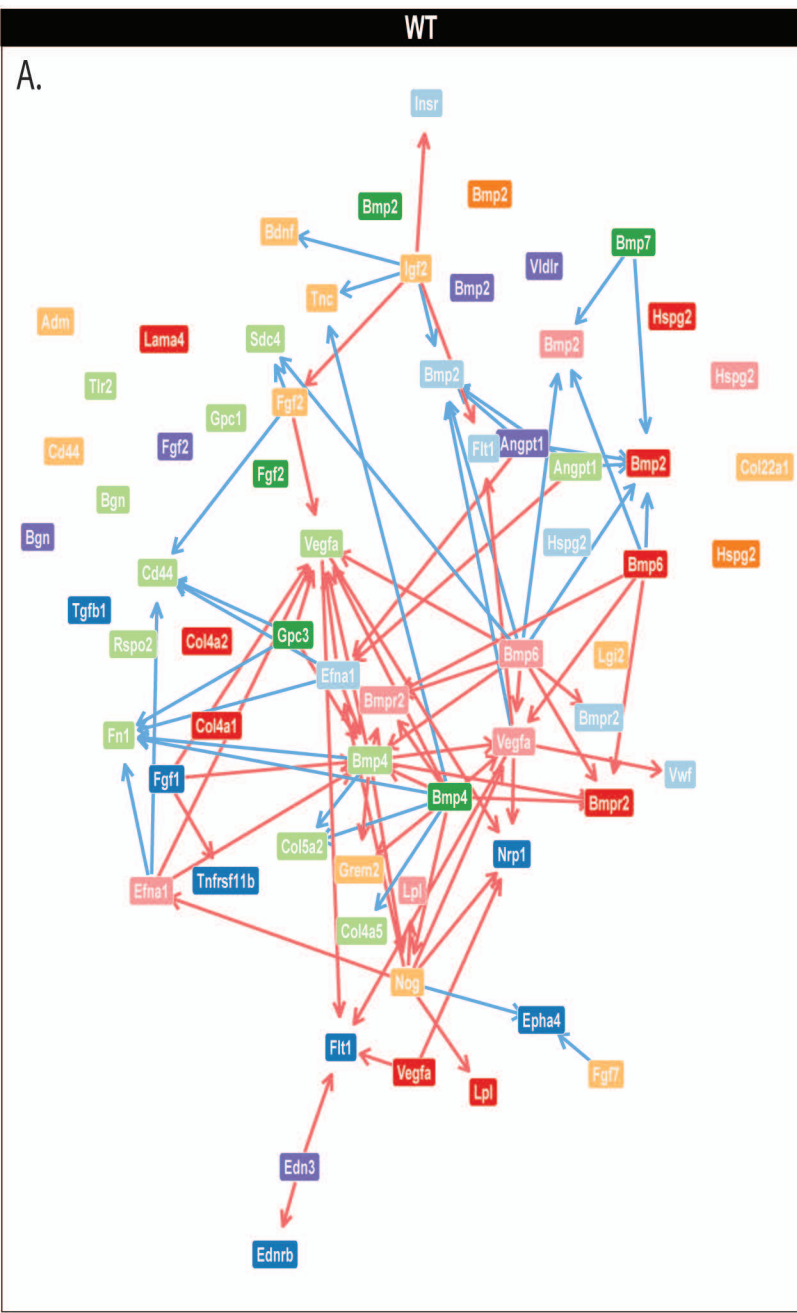 WT
A.
Insr
Bmp2
Bmp2
Bdnf
Bmp7
Igf2
Vldlr
Bmp2
Tnc
Adm
Hspg2
Lama4
Sdc4
Bmp2
Bmp2
Hspg2
Tlr2
Fgf2
Gpc1
Cd44
Fgf2
Flt1
Angpt1
Angpt1
Bmp2
Col22a1
Fgf2
Bgn
Bgn
Vegfa
Hspg2
Hspg2
Cd44
Bmp6
Tgfb1
Rspo2
Col4a2
Gpc3
Bmp6
Lgi2
Efna1
Bmpr2
Bmpr2
Fn1
Col4a1
Vegfa
Bmp4
Vwf
Fgf1
Bmp4
Bmpr2
Col5a2
Nrp1
Grem2
Efna1
Tnfrsf11b
Lpl
Col4a5
Nog
Epha4
Flt1
Vegfa
Fgf7
Lpl
Edn3
Ednrb